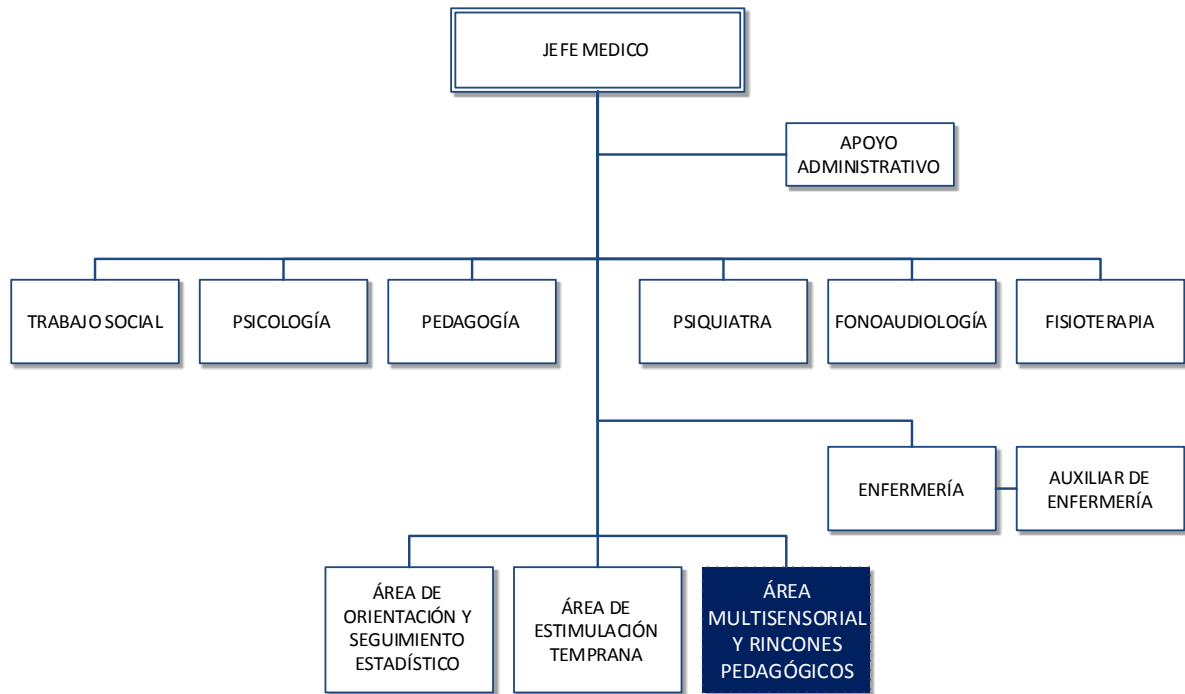 JEFE MEDICO
APOYO
ADMINISTRATIVO
TRABAJO SOCIAL
PSICOLOGÍA
PEDAGOGÍA
PSIQUIATRA
FONOAUDIOLOGÍA
FISIOTERAPIA
ENFERMERÍA
AUXILIAR DE
ENFERMERÍA
ÁREA DE
ORIENTACIÓN Y
SEGUIMIENTO
ESTADÍSTICO
ÁREA DE
ESTIMULACIÓN
TEMPRANA
ÁREA
MULTISENSORIAL
Y RINCONES
PEDAGÓGICOS